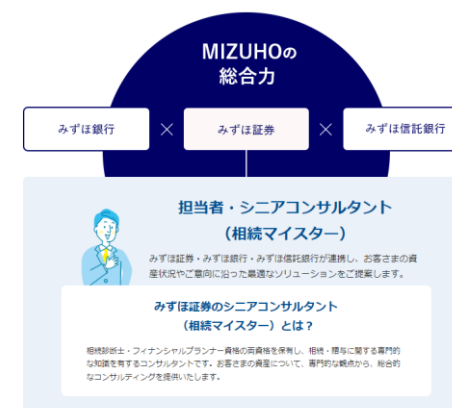 MIZUHOの
総合力
みずほ銀行 × みずほ証券 × みずほ信託銀行
担当者・シニアコンサルタント
（相続マイスター）
みずほ証券・みずほ銀行・みずほ信託銀行が連携し、お客さまの資
産状況やご意向に沿った最適なソリューションをご提案します。
みずほ証券のシニアコンサルタント
（相続マイスター）とは？
相続診断士・フィナンシャルプランナー資格の両資格を保有し、相続・贈与に関する専門的
な知識を有するコンサルタントです。お客さまの資産について、専門的な観点から、総合的
なコンサルティングを提供いたします。